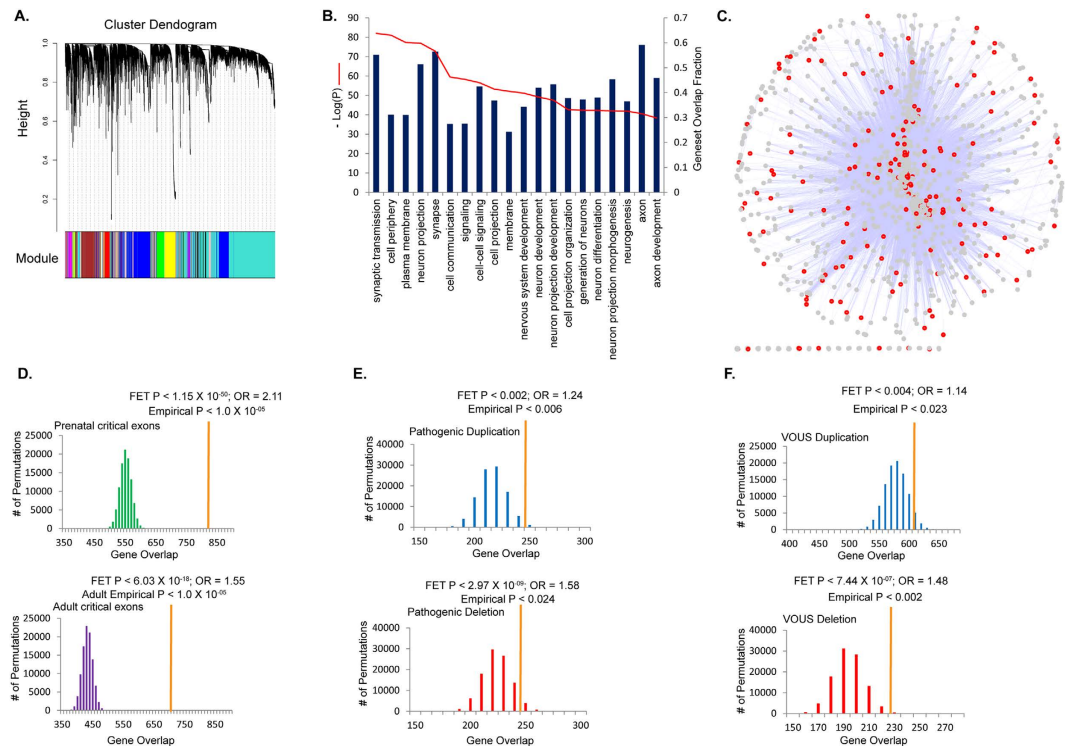 A.
Cluster Dendogram
Height
1.0
0.8
0.6
0.4
0.2
Module
B.
- Log(P)
90
80
70
60
50
40
30
20
10
0
Geneset Overlap Fraction
0.7
0.6
0.5
0.4
0.3
0.2
0.1
0
synaptic transmission
cell periphery
plasma membrane
neuron projection
synapse
cell communication
signaling
cell-cell signaling
cell projection
membrane
nervous system development
neuron development
neuron projection development
cell projection organization
generation of neurons
neuron differentiation
neuron projection morphogenesis
neurogenesis
axon
axon development
C.
D.
FET P < 1.15 X 10-50; OR = 2.11
Empirical P < 1.0 X 10-05
Prenatal critical exons
# of Permutations
25000
20000
15000
10000
5000
0
350 450 550 650 750 850
Gene Overlap
FET P < 6.03 X 10-18; OR = 1.55
Adult Empirical P < 1.0 X 10-05
Adult critical exons
# of Permutations
25000
20000
15000
10000
5000
0
350 450 550 650 750 850
Gene Overlap
E.
FET P < 0.002; OR = 1.24
Empirical P < 0.006
Pathogenic Duplication
# of Permutations
40000
30000
20000
10000
0
150 200 250 300
Gene Overlap
FET P < 2.97 X 10-09; OR = 1.58
Empirical P < 0.024
Pathogenic Deletion
# of Permutations
40000
30000
20000
10000
0
150 200 250 300
Gene Overlap
F.
FET P < 0.004; OR = 1.14
Empirical P < 0.023
VOUS Duplication
# of Permutations
25000
20000
15000
10000
5000
0
400 450 500 550 600 650
Gene Overlap
FET P < 7.44 X 10-07; OR = 1.48
Empirical P < 0.002
VOUS Deletion
# of Permutations
40000
30000
20000
10000
0
150 170 190 210 230 250 270
Gene Overlap